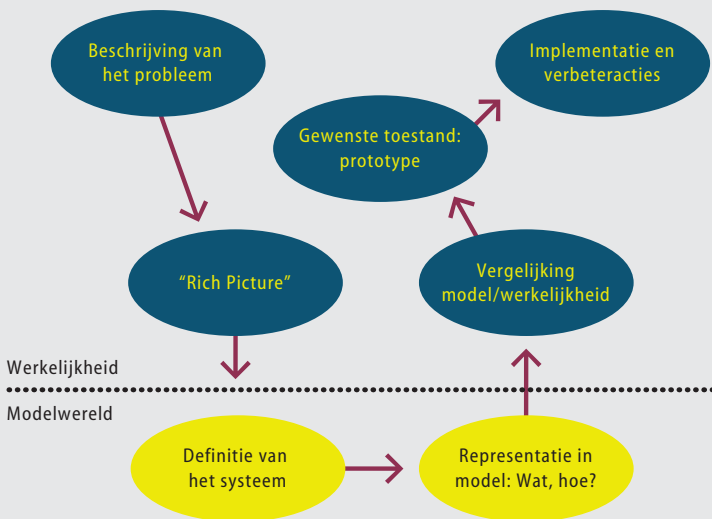 Beschrijving van
het probleem
Implementatie en
verbeteracties
Gewenste toestand:
prototype
“Rich Picture”
Vergelijking
model/werkelijkheid
Werkelijkheid
Modelwereld
Definitie van
het systeem
Representatie in
model: Wat, hoe?